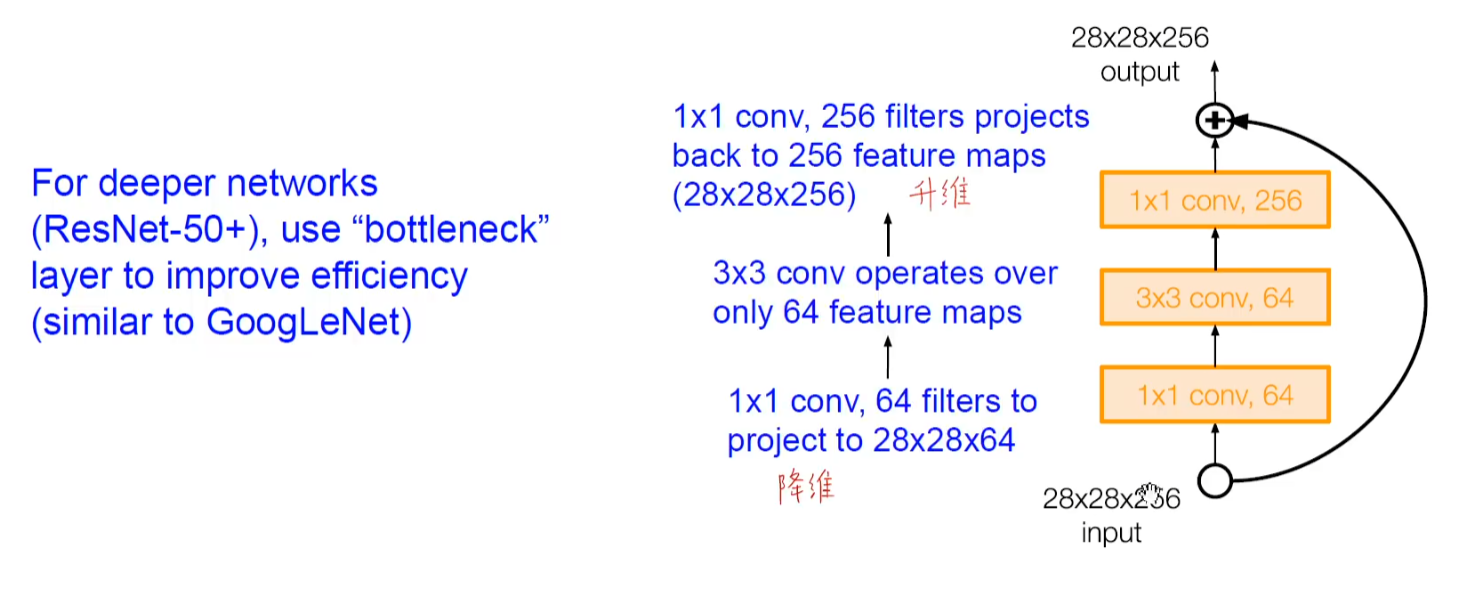 For deeper networks
(ResNet-50+), use “bottleneck”
layer to improve efficiency
(similar to GoogLeNet)
1x1 conv, 256 filters projects
back to 256 feature maps
(28x28x256) 升维
3x3 conv operates over
only 64 feature maps
1x1 conv, 64 filters to
project to 28x28x64
降维
28x28x256
output
+
1x1 conv, 256
3x3 conv, 64
1x1 conv, 64
28x28x256
input